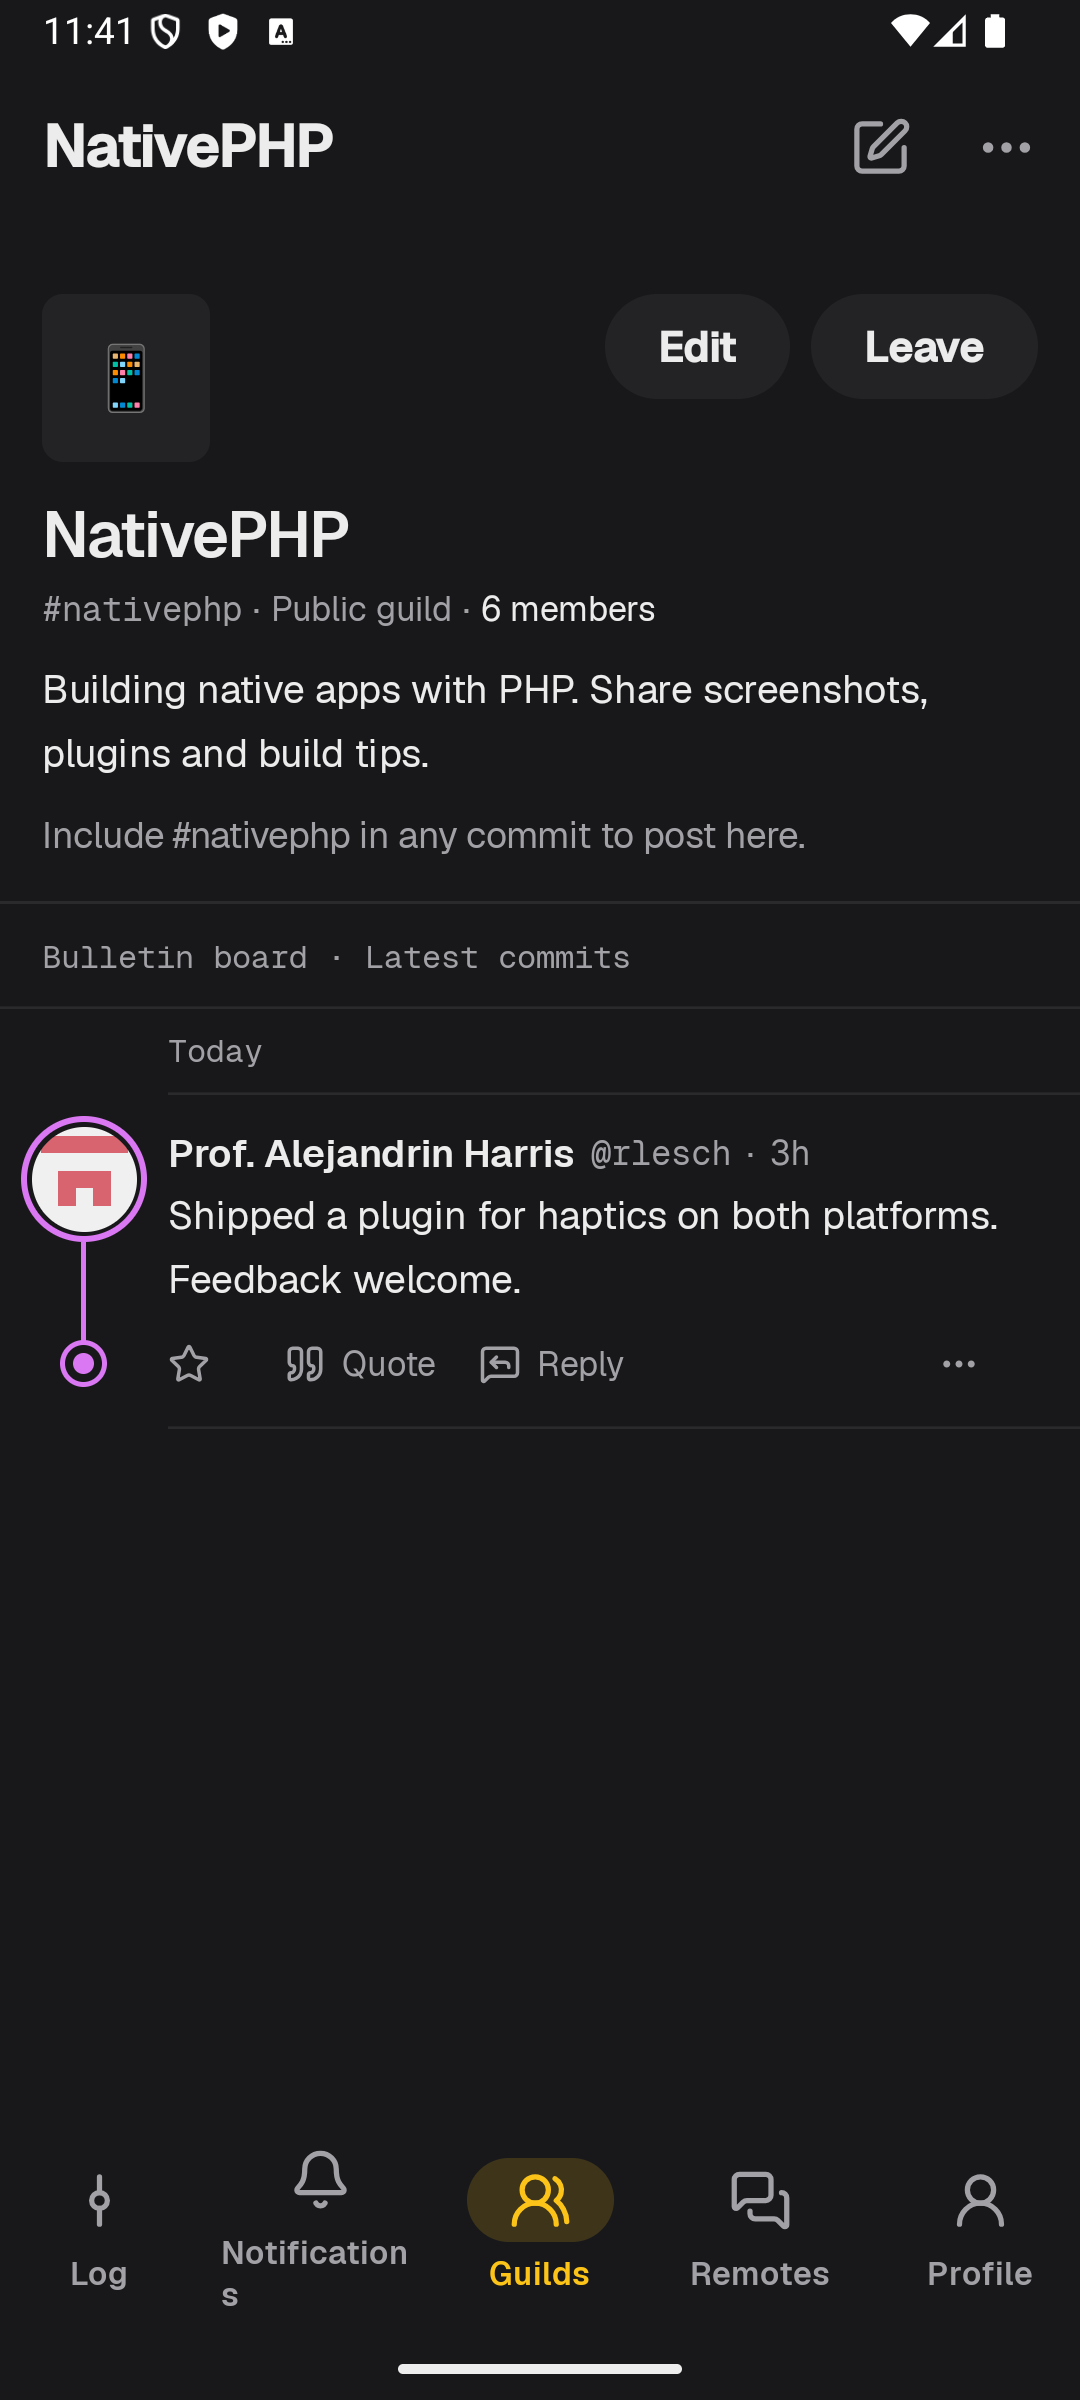 11:41
NativePHP
Edit
Leave
NativePHP
#nativephp · Public guild · 6 members
Building native apps with PHP. Share screenshots,
plugins and build tips.
Include #nativephp in any commit to post here.
Bulletin board · Latest commits
Today
Prof. Alejandrin Harris @rlesch · 3h
Shipped a plugin for haptics on both platforms.
Feedback welcome.
Quote
Reply
Log
Notification
s
Guilds
Remotes
Profile